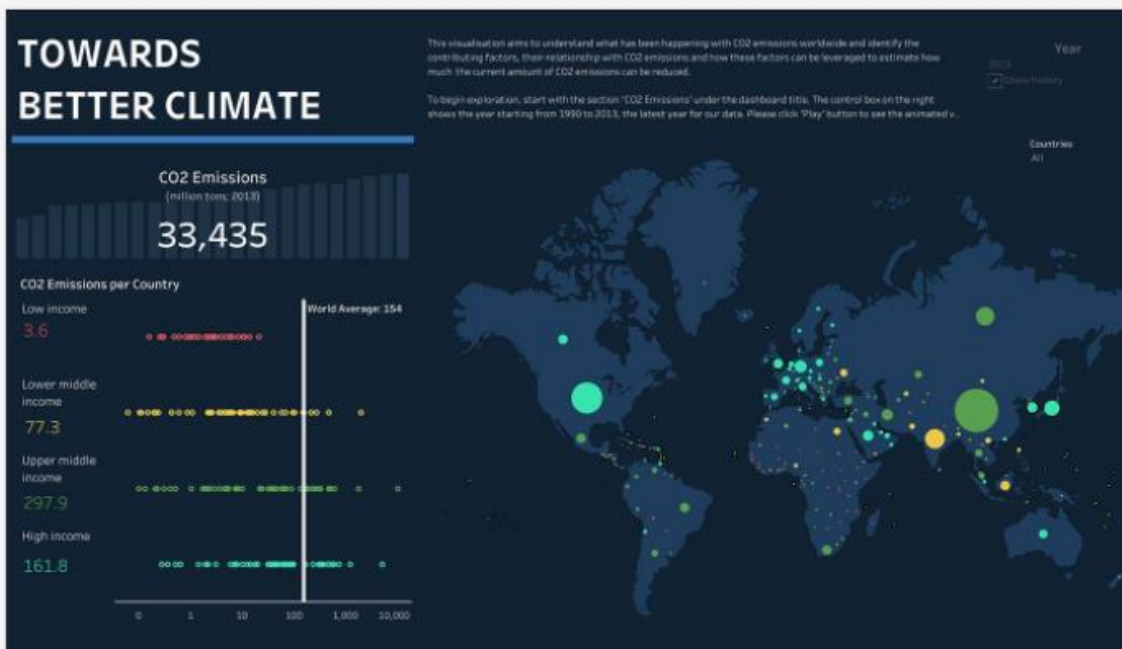 TOWARDS
BETTER CLIMATE
This visualisation aims to understand what has been happening with CO2 emissions worldwide and identify the
contributing factors, their relationship with CO2 emissions and how these factors can be leveraged to estimate how
much the current amount of CO2 emissions can be reduced.
To begin exploration, start with the section "CO2 Emissions" under the dashboard title. The control box on the right
shows the year starting from 1990 to 2013, the latest year for our data. Please click 'Play' button to see the animated v...
Year
2013
Show history
Countries
All
CO2 Emissions
(million tons, 2013)
33,435
CO2 Emissions per Country
Low income
3.6
World Average: 154
Lower middle
income
77.3
Upper middle
income
297.9
High income
161.8
0 1 10 100 1,000 10,000